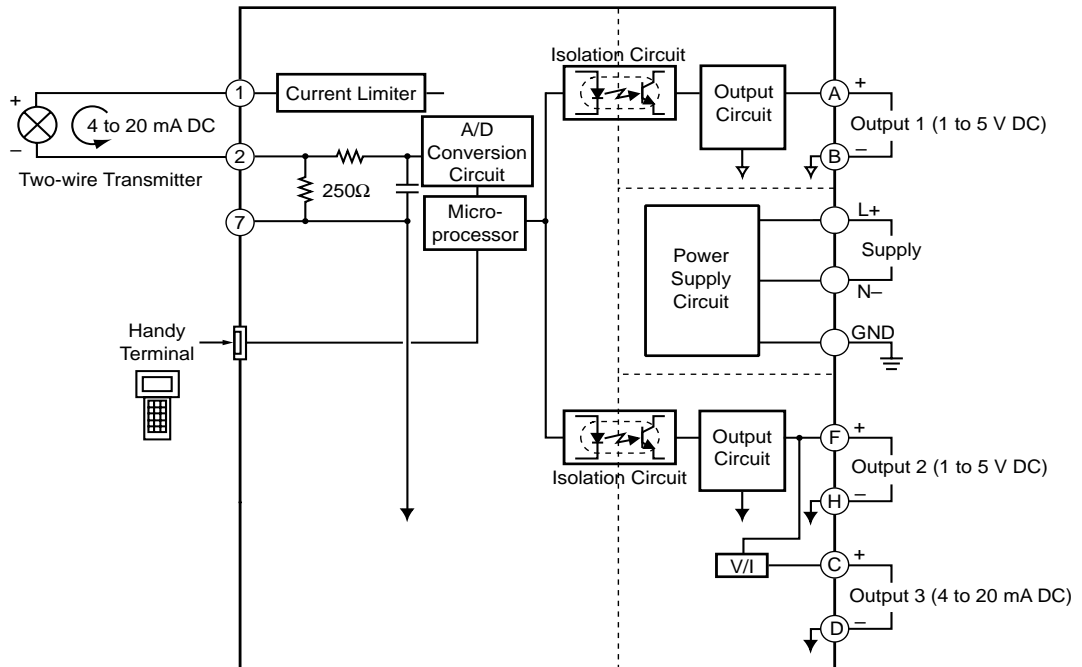 Isolation Circuit
1
Current Limiter
Output
Circuit
A
+
Output 1 (1 to 5 V DC)
B
–
+
4 to 20 mA DC
–
2
A/D
Conversion
Circuit
Two-wire Transmitter
250Ω
7
Micro-
processor
Power
Supply
Circuit
L+
Supply
N–
GND
Handy
Terminal
Output
Circuit
F
+
Output 2 (1 to 5 V DC)
H
–
Isolation Circuit
V/I
C
+
Output 3 (4 to 20 mA DC)
D
–